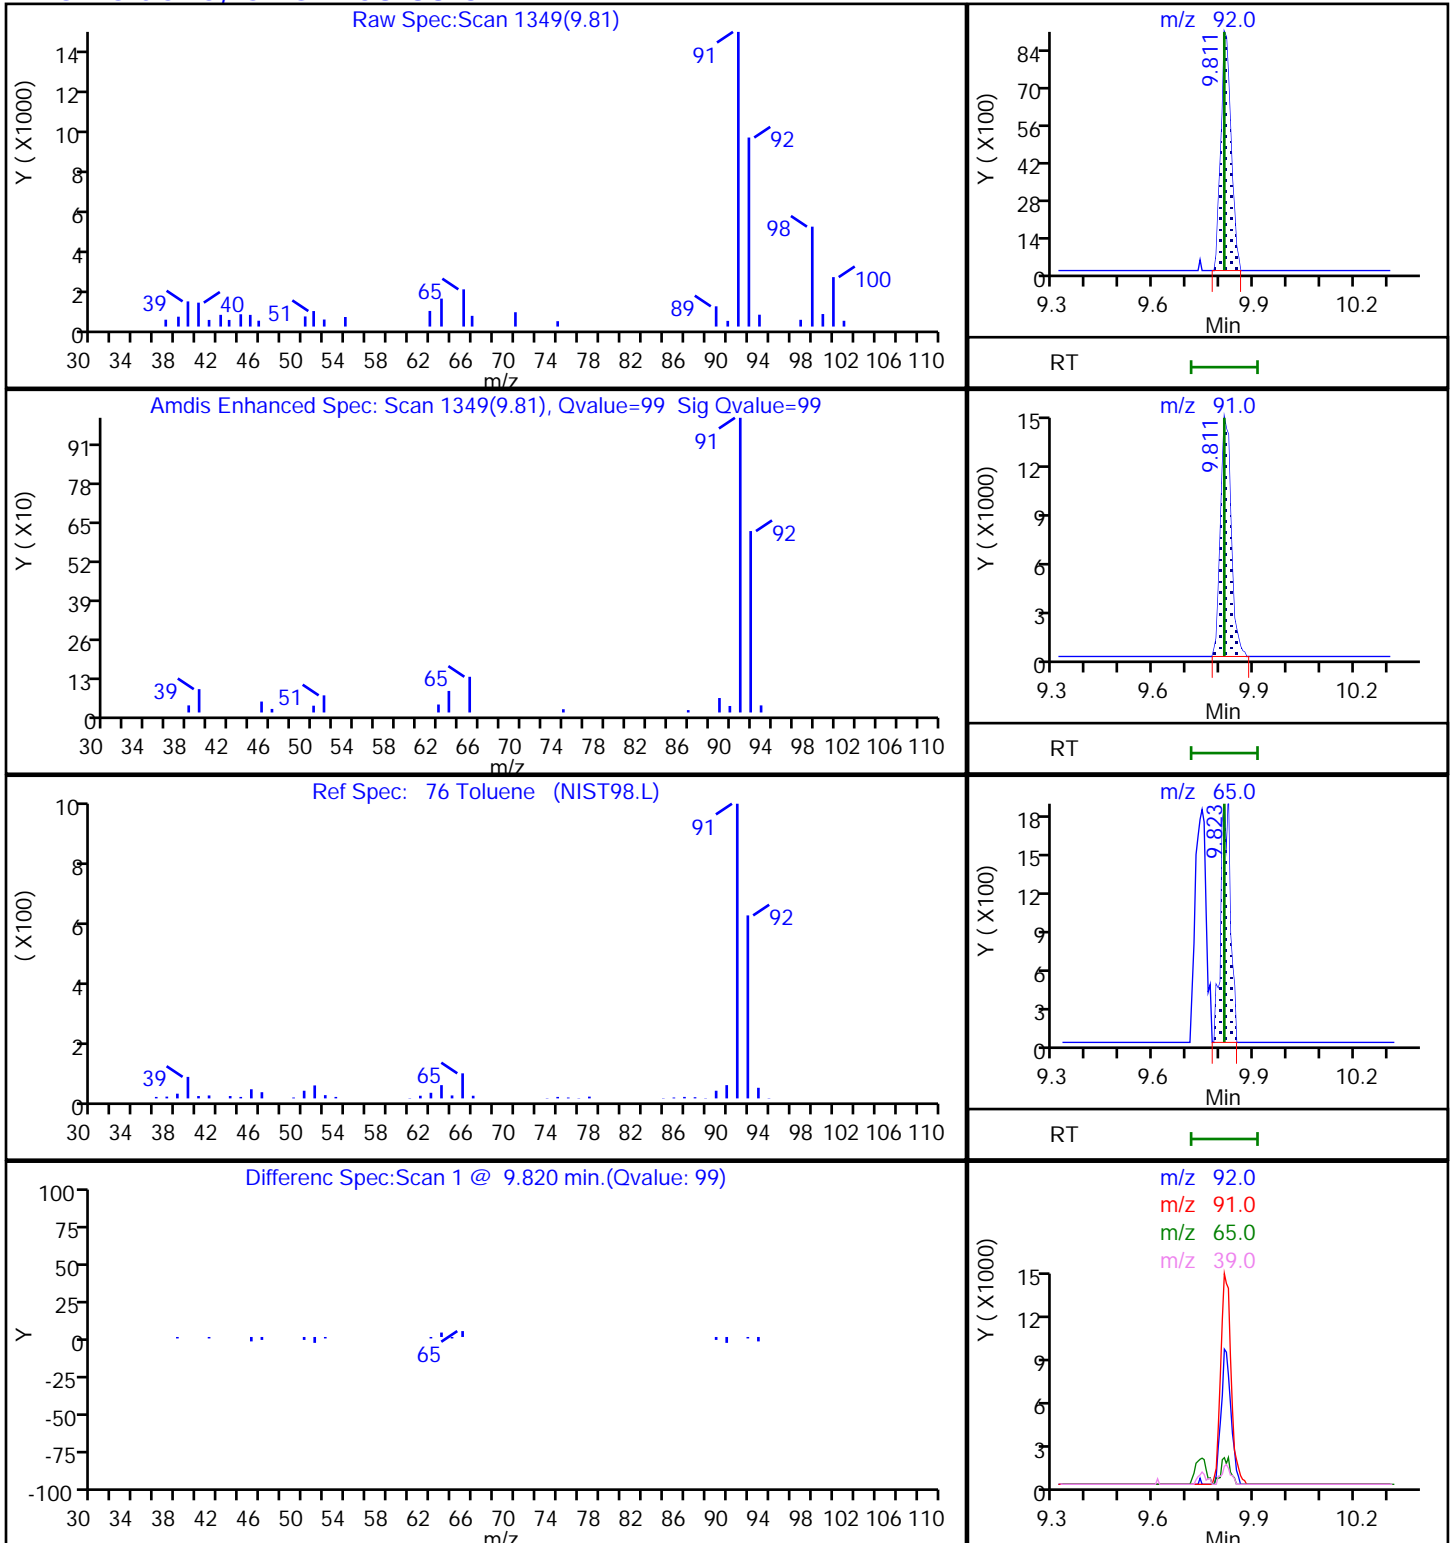 Raw Spec:Scan 1349(9.81)
Y ( X1000)
14
12
10
8
6
4
2
0
91
92
98
100
89
65
51
40
39
30 34 38 42 46 50 54 58 62 66 70 74 78 82 86 90 94 98 102 106 110
m/z
m/z 92.0
Y ( X100)
84
70
56
42
28
14
0
9.811
9.3 9.6 9.9 10.2
Min
RT
Amdis Enhanced Spec: Scan 1349(9.81), Qvalue=99 Sig Qvalue=99
Y ( X10)
91
78
65
52
39
26
13
0
91
92
65
51
39
30 34 38 42 46 50 54 58 62 66 70 74 78 82 86 90 94 98 102 106 110
m/z
m/z 91.0
Y ( X1000)
15
12
9
6
3
0
9.811
9.3 9.6 9.9 10.2
Min
RT
Ref Spec: 76 Toluene (NIST98.L)
( X100)
10
8
6
4
2
0
91
92
65
39
30 34 38 42 46 50 54 58 62 66 70 74 78 82 86 90 94 98 102 106 110
m/z 65.0
Y ( X100)
18
15
12
9
6
3
0
9.823
9.3 9.6 9.9 10.2
Min
RT
Differenc Spec:Scan 1 @ 9.820 min.(Qvalue: 99)
Y
100
75
50
25
0
-25
-50
-75
-100
65
30 34 38 42 46 50 54 58 62 66 70 74 78 82 86 90 94 98 102 106 110
m/z
m/z 92.0
m/z 91.0
m/z 65.0
m/z 39.0
Y ( X1000)
15
12
9
6
3
0
9.3 9.6 9.9 10.2
Min